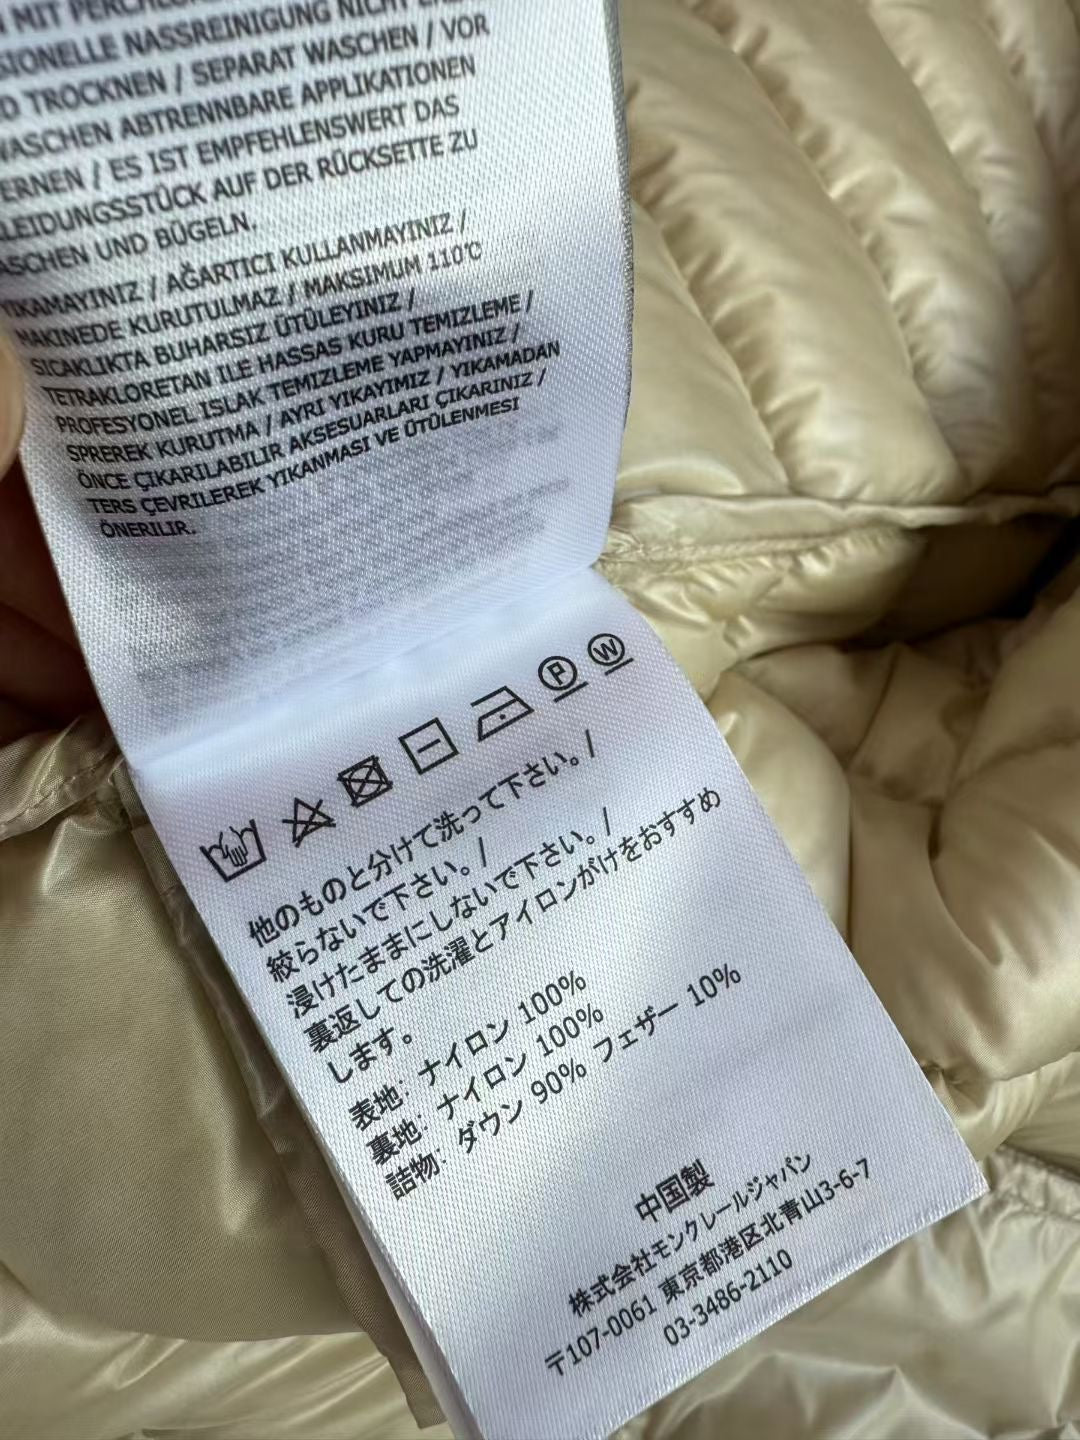 MIT
SIONELLE NASSREINIGUNG NICHT
TROCKNEN / SEPARAT WASCHEN / VOR
WASCHEN ABTRENNBARE APPLIKATIONEN
ERNEN / ES IST EMPFEHLENSWERT DAS
LEIDUNGSSTÜCK AUF DER RÜCKSETTE ZU
ASCHEN UND BÜGELN.
YIKAMAYINIZ / AĞARTICI KULLANMAYINIZ /
MAKINEDE KURUTULMAZ / MAKSIMUM 110°C
SICAKLIKTA BUHARSIZ ÜTÜLEYINIZ /
TETRAKLORETAN ILE HASSAS KURU TEMIZLEME /
PROFESYONEL ISLAK TEMIZLEME YAPMAYINIZ /
SPREREK KURUTMA / AYRI YIKAYIMIZ / YIKAMADAN
ÖNCE ÇIKARILABILIR AKSESUARLARI ÇIKARINIZ /
TERS ÇEVRILEREK YIKANMASI VE ÜTÜLENMESI
ÖNERILIR.
P W
他のものと分けて洗って下さい。/
絞らないで下さい。/
浸けたままにしないで下さい。/
裏返しての洗濯とアイロンがけをおすすめ
します。
表地: ナイロン 100%
裏地: ナイロン 100%
詰物: ダウン 90% フェザー 10%
中国製
株式会社モンクレールジャパン
〒107-0061 東京都港区北青山3-6-7
03-3486-2110